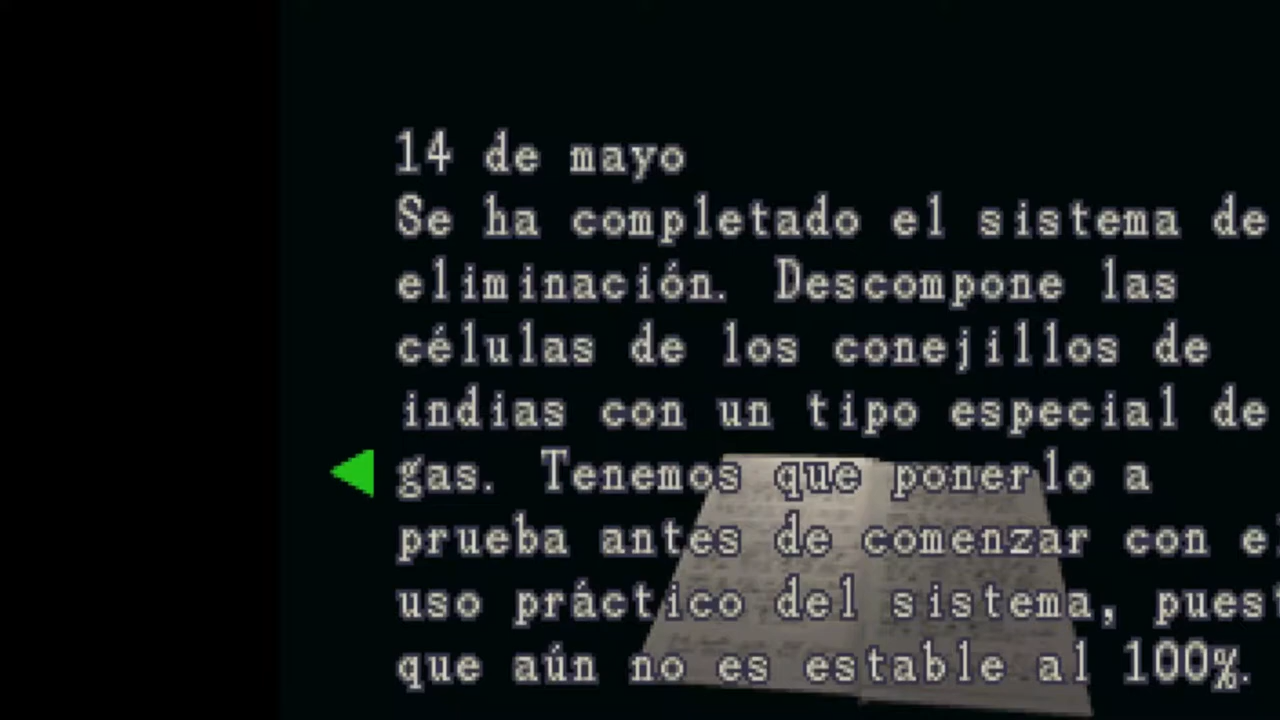 14 de mayo
Se ha completado el sistema de
eliminación. Descompone las
células de los conejillos de
indias con un tipo especial de
gas. Tenemos que ponerlo a
prueba antes de comenzar con
uso práctico del sistema,
que aún no es estable al 100%.